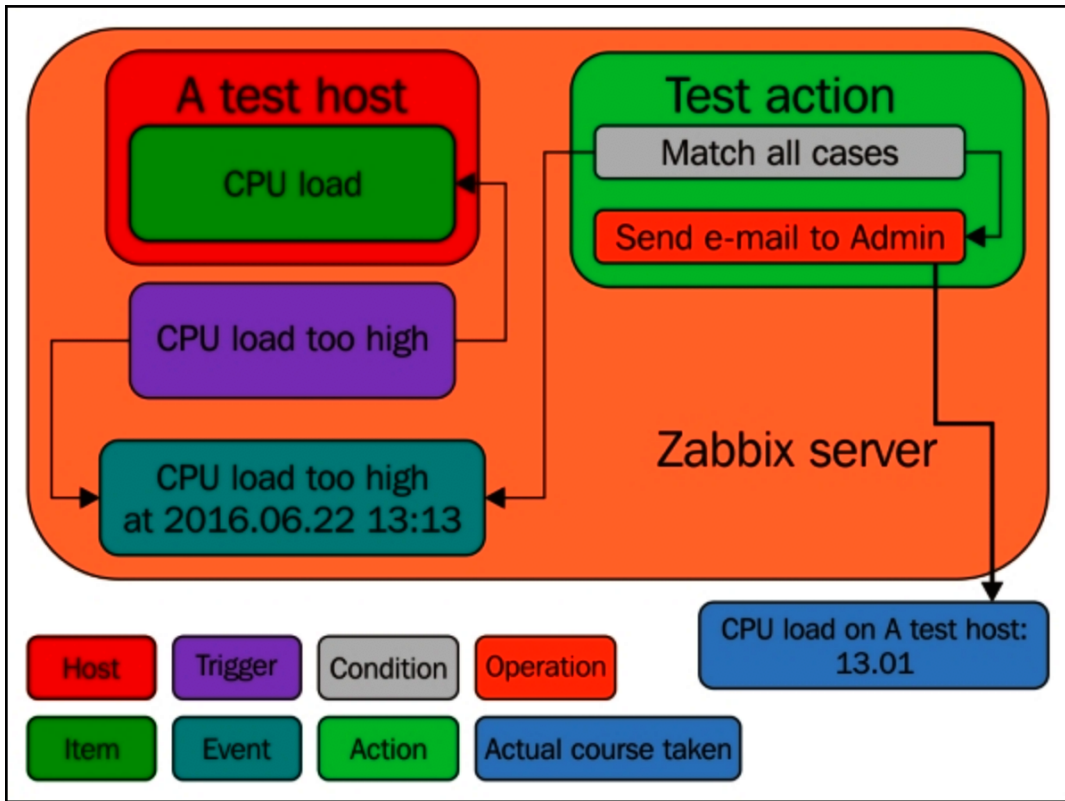 A test host
CPU load
CPU load too high
CPU load too high
at 2016.06.22 13:13
Test action
Match all cases
Send e-mail to Admin
Zabbix server
CPU load on A test host:
13.01
Host
Trigger
Condition
Operation
Item
Event
Action
Actual course taken